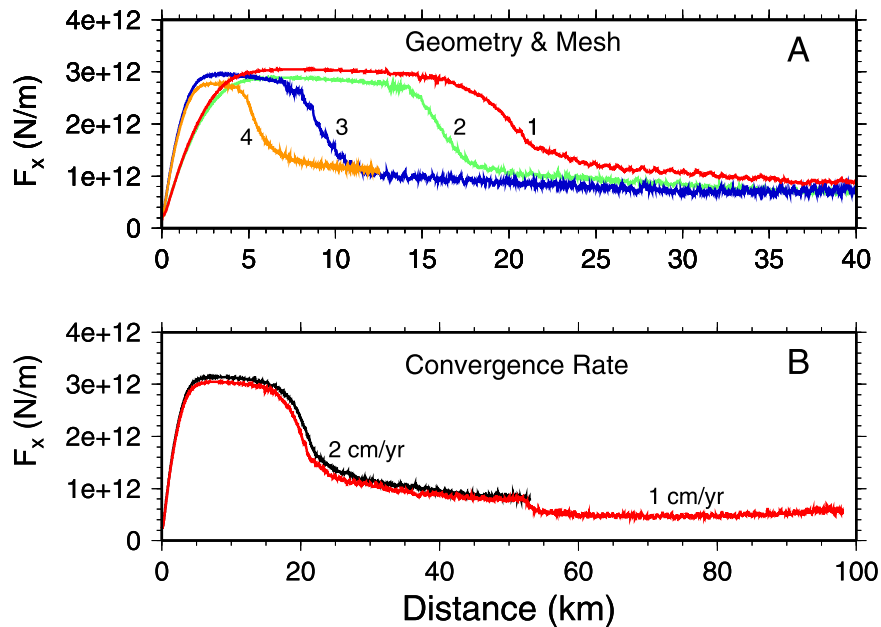 4e+12
Geometry & Mesh
A
3e+12
Fx (N/m)
2e+12
4
3
2
1
1e+12
0
0 5 10 15 20 25 30 35 40
4e+12
Convergence Rate
B
3e+12
Fx (N/m)
2e+12
2 cm/yr
1e+12
1 cm/yr
0
0 20 40 60 80 100
Distance (km)